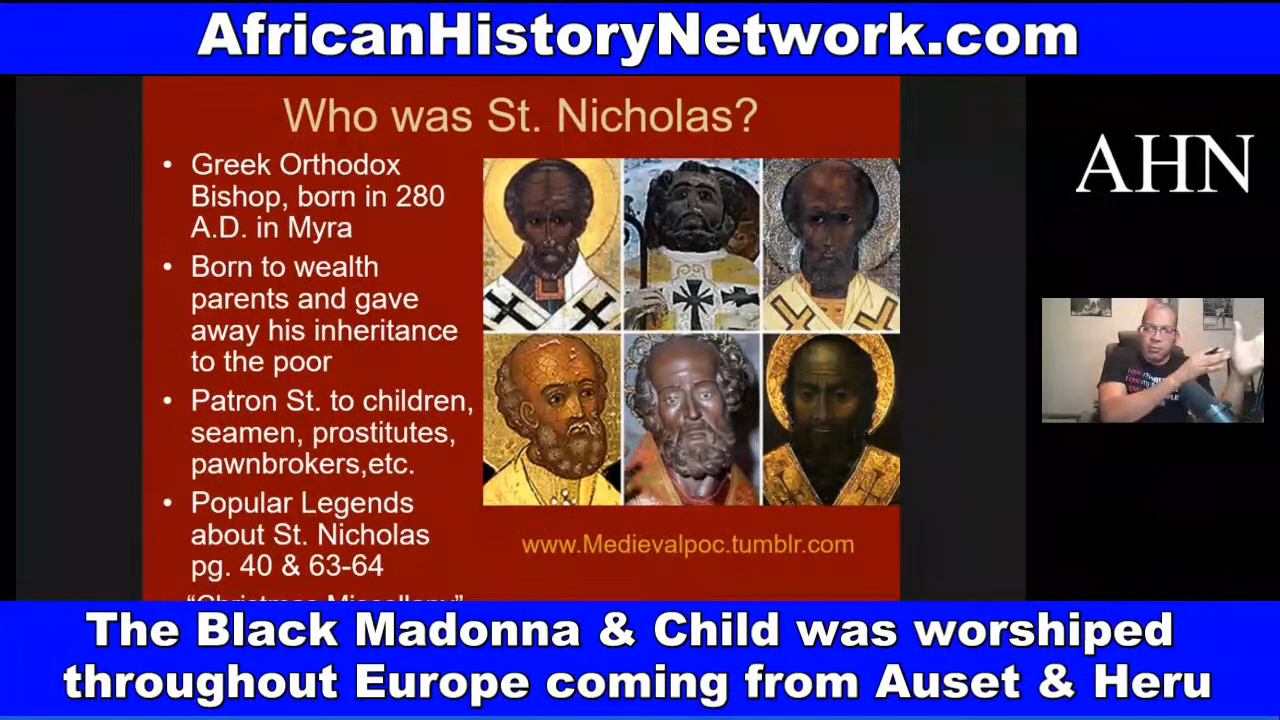 AfricanHistoryNetwork.com
Who was St. Nicholas?
• Greek Orthodox
Bishop, born in 280
A.D. in Myra
• Born to wealth
parents and gave
away his inheritance
to the poor
• Patron St. to children,
seamen, prostitutes,
pawnbrokers,etc.
• Popular Legends
about St. Nicholas
pg. 40 & 63-64
“Christmas Miscellany”
www.Medievalpoc.tumblr.com
AHN
The Black Madonna & Child was worshiped
throughout Europe coming from Auset & Heru